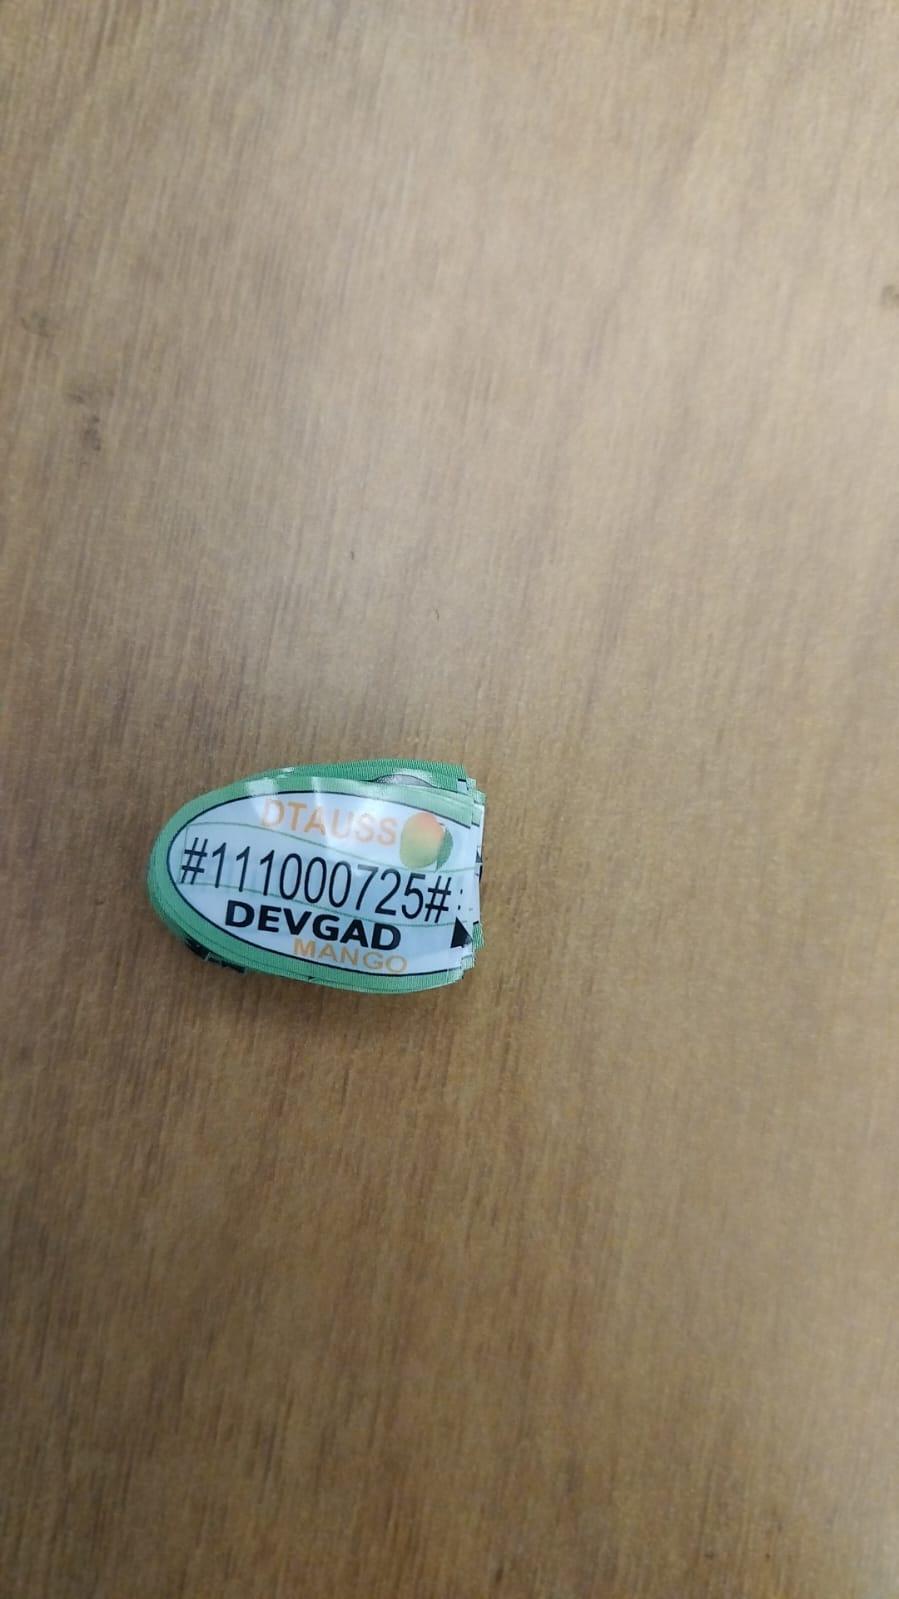 DTAUSS
#111000725#
DEVGAD
MANGO